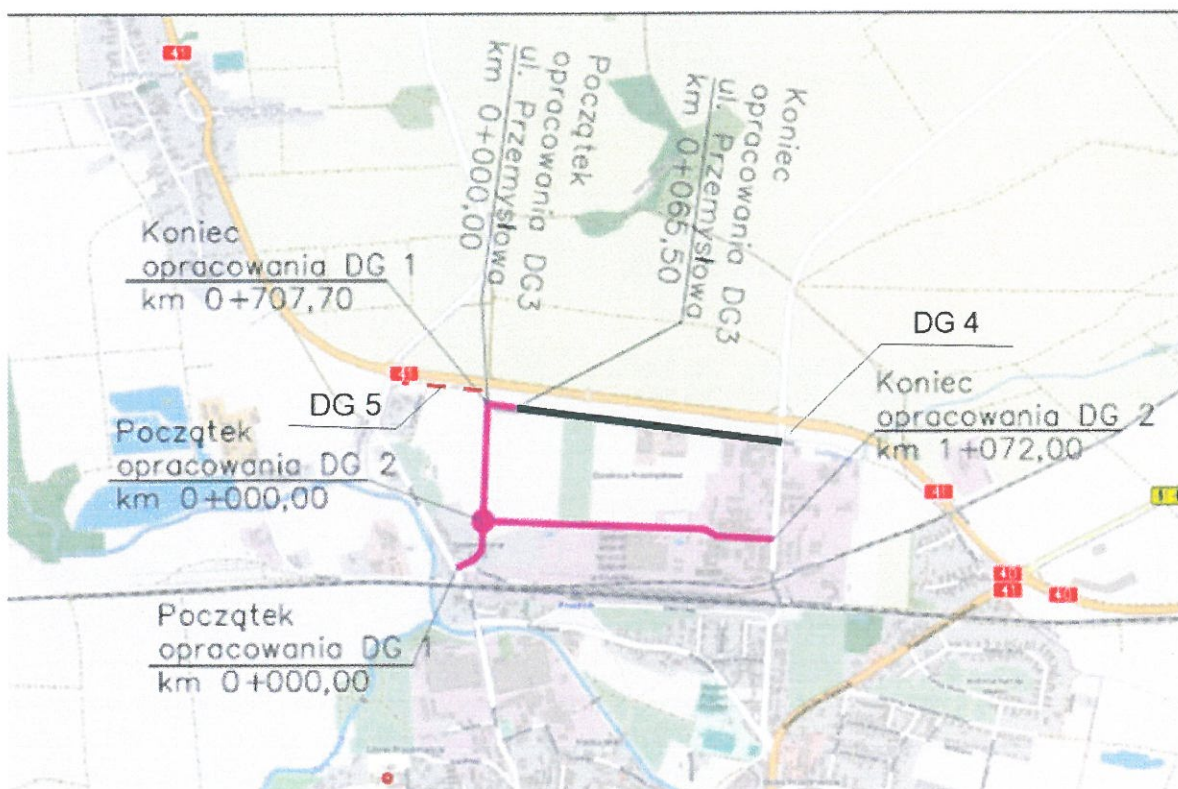 41
Początek
opracowania DG3
ul. Przemysłowa
km 0+000,00
Koniec
opracowania DG3
ul. Przemysłowa
km 0+065,50
Koniec
opracowania DG 1
km 0+707,70
DG 4
41
DG 5
Koniec
opracowania DG 2
km 1+072,00
Początek
opracowania DG 2
km 0+000,00
41
40
41
40
Prudnik
Początek
opracowania DG 1
km 0+000,00